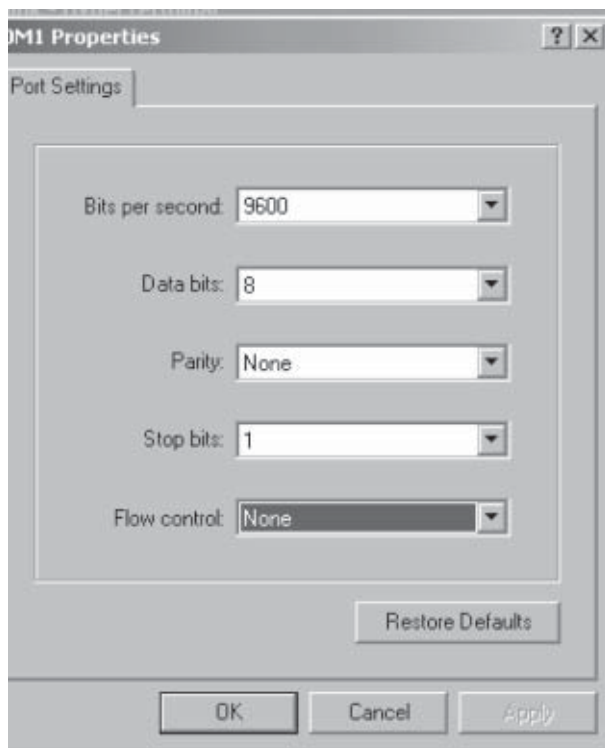 OM1 Properties
Port Settings
Bits per second: 9600
Data bits: 8
Parity: None
Stop bits: 1
Flow control: None
Restore Defaults
OK Cancel Apply